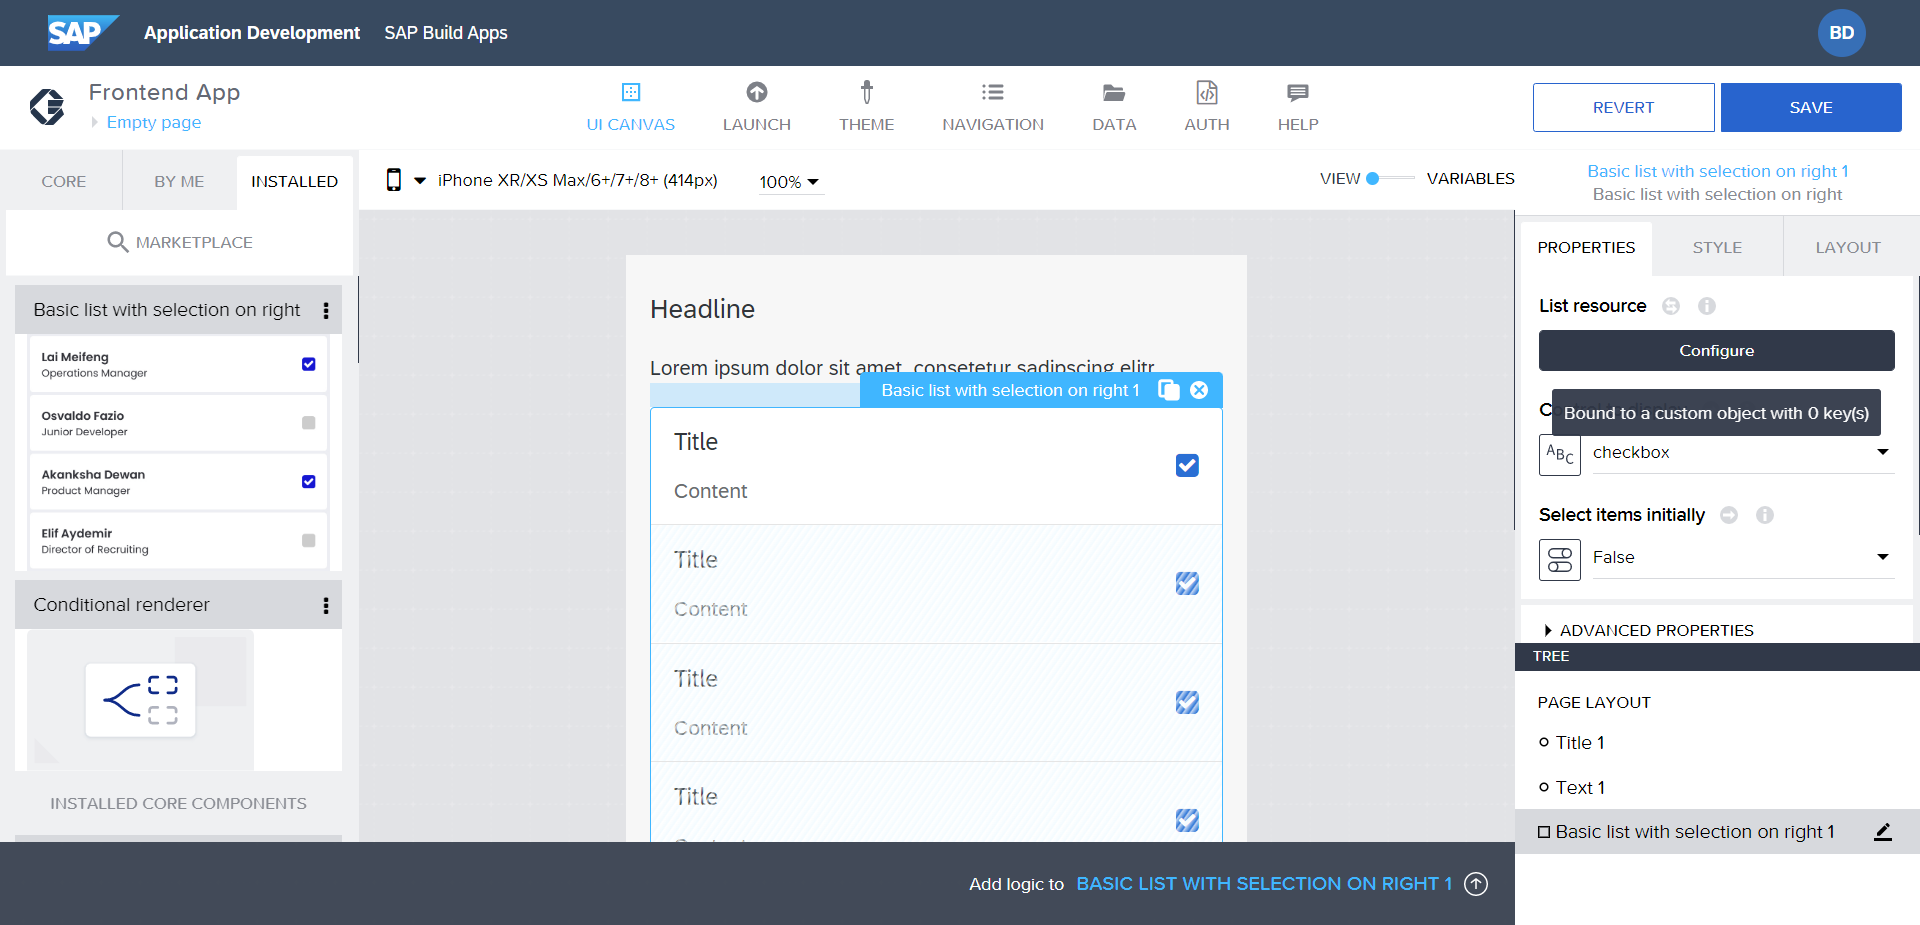 SAP
Application Development
SAP Build Apps
BD
Frontend App
Empty page
UI CANVAS
LAUNCH
THEME
NAVIGATION
DATA
AUTH
HELP
REVERT
SAVE
CORE
BY ME
INSTALLED
iPhone XR/XS Max/6+/7+/8+ (414px)
100%
VIEW
VARIABLES
Basic list with selection on right 1
Basic list with selection on right
MARKETPLACE
PROPERTIES
STYLE
LAYOUT
Basic list with selection on right
Lai Meifeng
Operations Manager
Osvaldo Fazio
Junior Developer
Akanksha Dewan
Product Manager
Elif Aydemir
Director of Recruiting
Conditional renderer
INSTALLED CORE COMPONENTS
Headline
Lorem ipsum dolor sit amet, consetetur sadipscing elitr
Basic list with selection on right 1
Title
Content
Title
Content
Title
Content
Title
List resource
Configure
Bound to a custom object with 0 key(s)
ABC
checkbox
Select items initially
False
ADVANCED PROPERTIES
TREE
PAGE LAYOUT
Title 1
Text 1
Basic list with selection on right 1
Add logic to BASIC LIST WITH SELECTION ON RIGHT 1